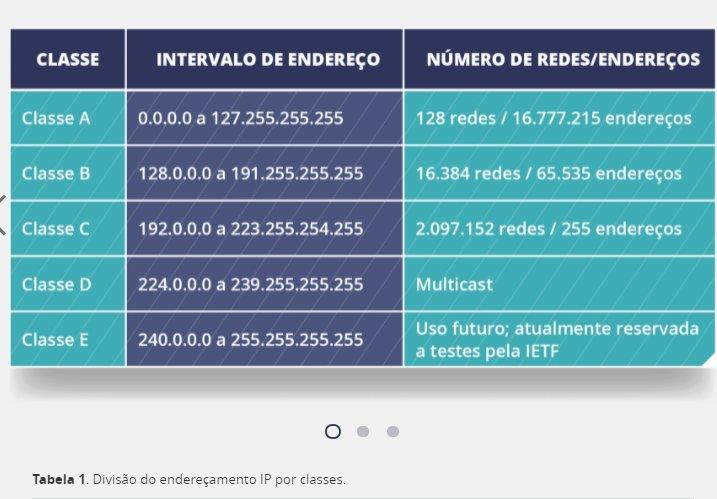 CLASSE INTERVALO DE ENDEREÇO NÚMERO DE REDES/ENDEREÇOS
Classe A 0.0.0.0 a 127.255.255.255 128 redes / 16.777.215 endereços
Classe B 128.0.0.0 a 191.255.255.255 16.384 redes / 65.535 endereços
Classe C 192.0.0.0 a 223.255.254.255 2.097.152 redes / 255 endereços
Classe D 224.0.0.0 a 239.255.255.255 Multicast
Classe E 240.0.0.0 a 255.255.255.255 Uso futuro; atualmente reservada
a testes pela IETF
Tabela 1. Divisão do endereçamento IP por classes.